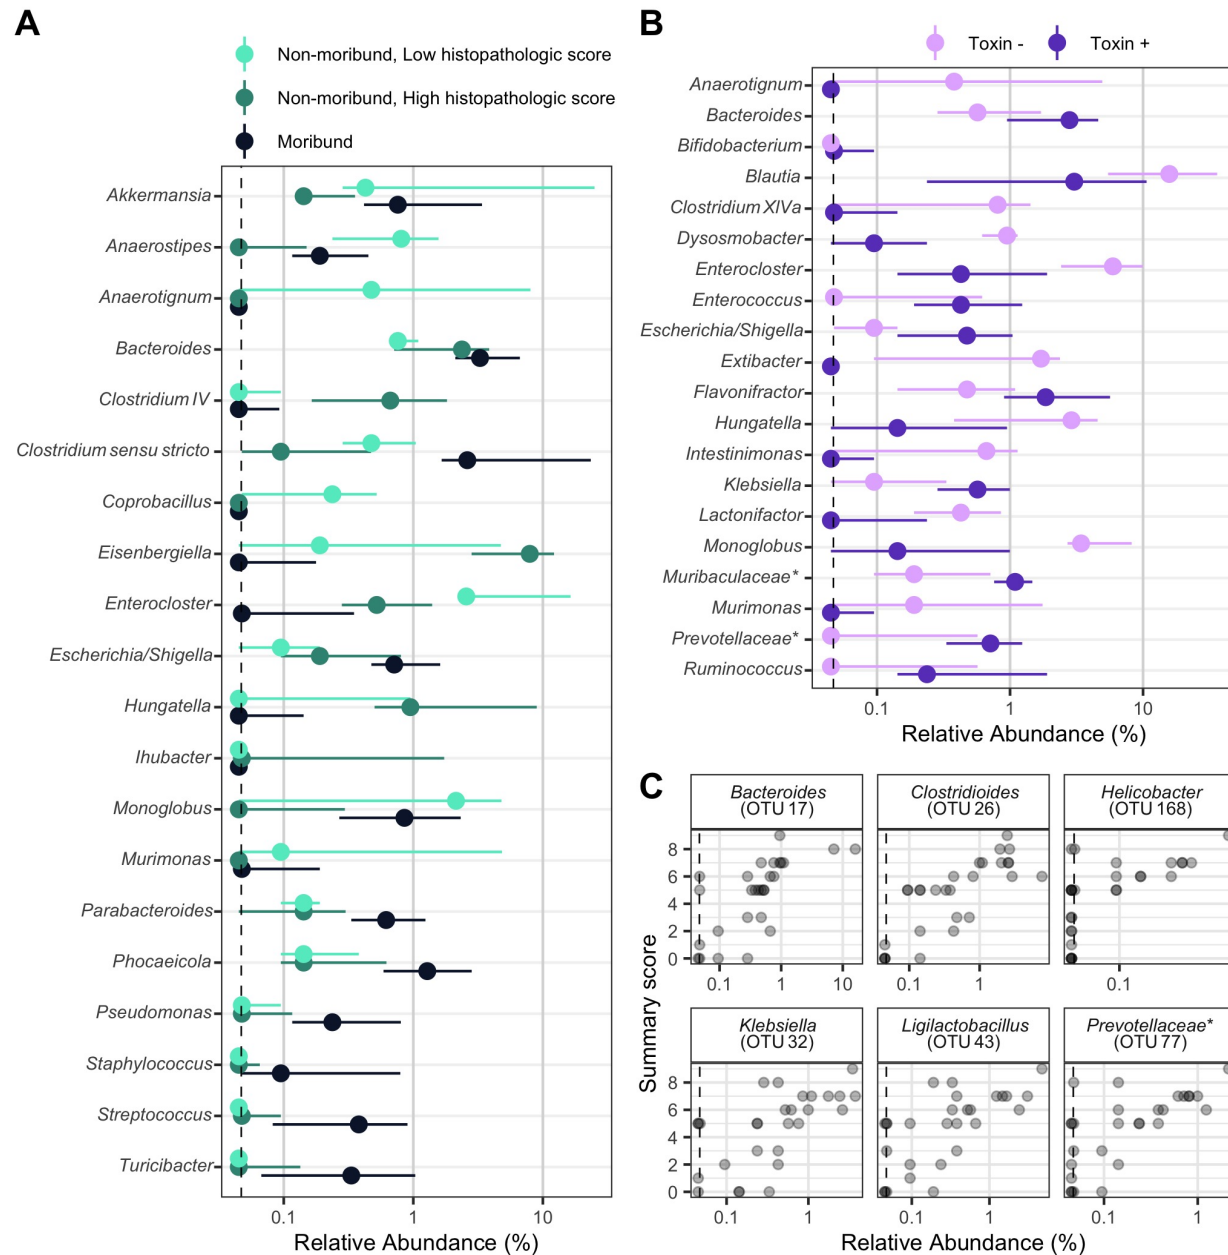 A
Non-moribund, Low histopathologic score
Non-moribund, High histopathologic score
Moribund
Akkermansia
Anaerostipes
Anaerotignum
Bacteroides
Clostridium IV
Clostridium sensu stricto
Coprobacillus
Eisenbergiella
Enterocloster
Escherichia/Shigella
Hungatella
Ihubacter
Monoglobus
Murimonas
Parabacteroides
Phocaeicola
Pseudomonas
Staphylococcus
Streptococcus
Turicibacter
0.1 1 10
Relative Abundance (%)
B
Toxin - Toxin +
Anaerotignum
Bacteroides
Bifidobacterium
Blautia
Clostridium XIVa
Dysosmobacter
Enterocloster
Enterococcus
Escherichia/Shigella
Extibacter
Flavonifractor
Hungatella
Intestinimonas
Klebsiella
Lactonifactor
Monoglobus
Muribaculaceae*
Murimonas
Prevotellaceae*
Ruminococcus
0.1 1 10
Relative Abundance (%)
C
Summary score
Bacteroides
(OTU 17)
Clostridioides
(OTU 26)
Helicobacter
(OTU 168)
8
6
4
2
0
0.1 1 10
0.1 1
0.1
Klebsiella
(OTU 32)
Ligilactobacillus
(OTU 43)
Prevotellaceae*
(OTU 77)
8
6
4
2
0
0.1 1
0.1 1
0.1 1
Relative Abundance (%)